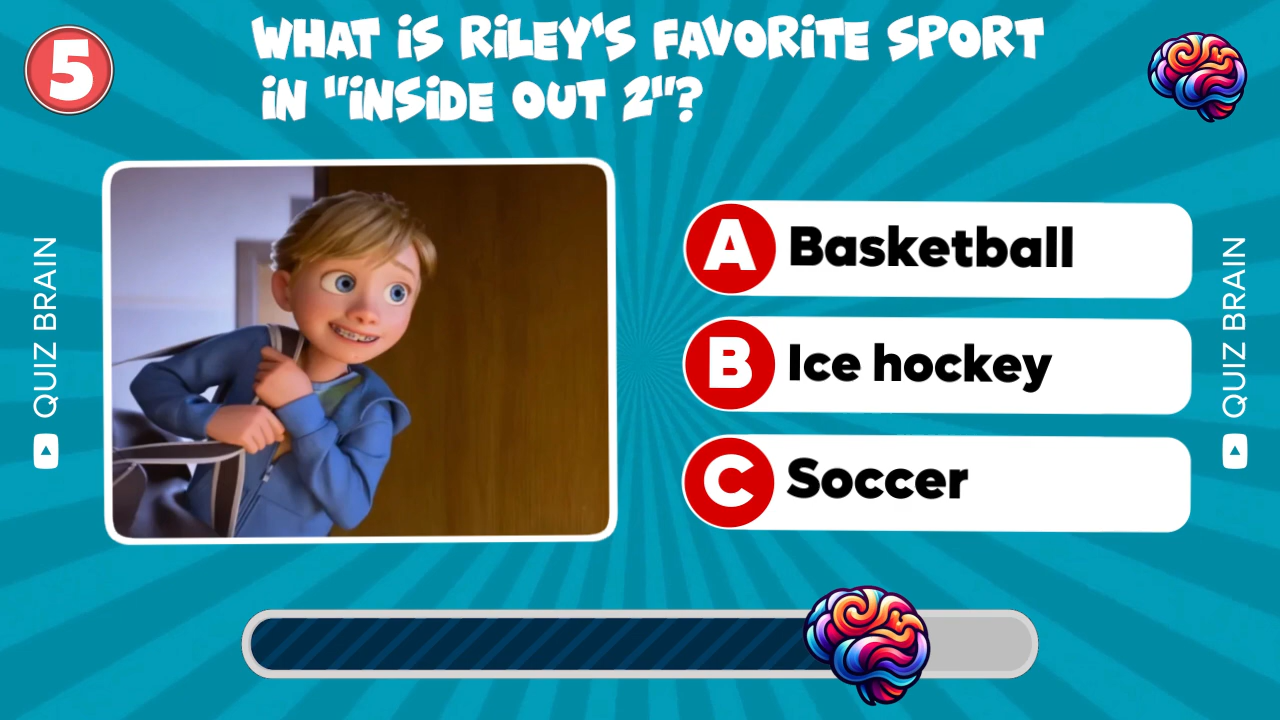 5
WHAT IS RILEY'S FAVORITE SPORT
IN "INSIDE OUT 2"?
QUIZ BRAIN
A Basketball
B Ice hockey
C Soccer
QUIZ BRAIN